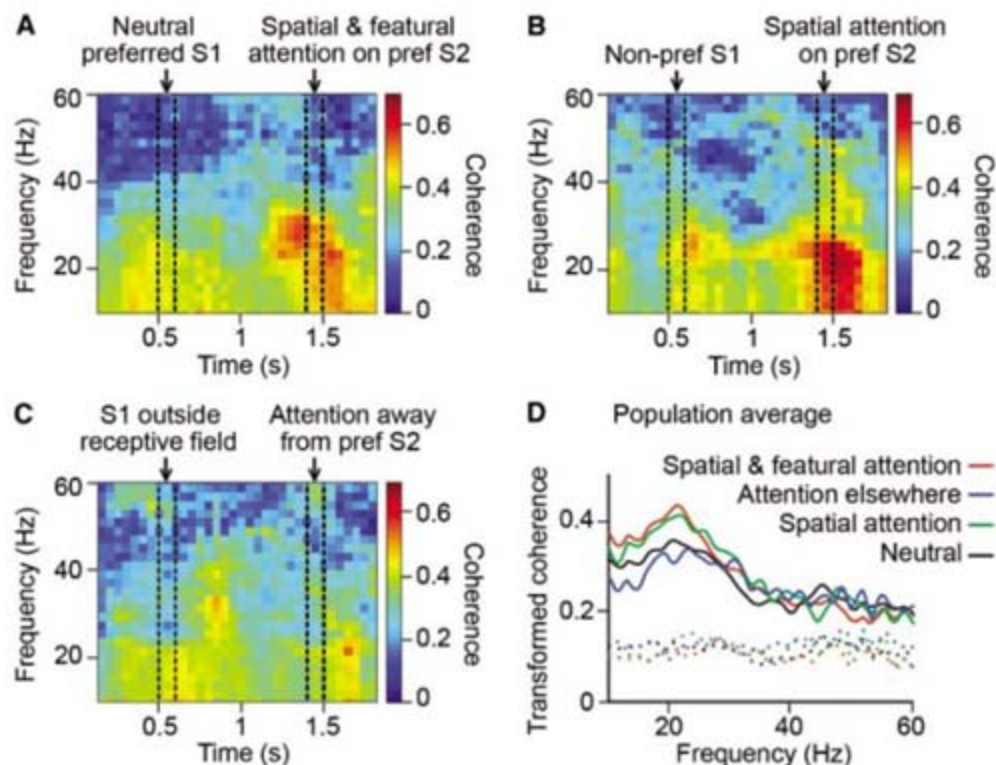 A
Neutral
preferred S1
Spatial & featural
attention on pref S2
60
40
20
Frequency (Hz)
0.5
1
1.5
Time (s)
0.6
0.4
0.2
0
Coherence
B
Non-pref S1
Spatial attention
on pref S2
60
40
20
Frequency (Hz)
0.5
1
1.5
Time (s)
0.6
0.4
0.2
0
Coherence
C
S1 outside
receptive field
Attention away
from pref S2
60
40
20
Frequency (Hz)
0.5
1
1.5
Time (s)
0.6
0.4
0.2
0
Coherence
D
Population average
Spatial & featural attention
Attention elsewhere
Spatial attention
Neutral
Transformed coherence
0.4
0.2
0
20
40
60
Frequency (Hz)